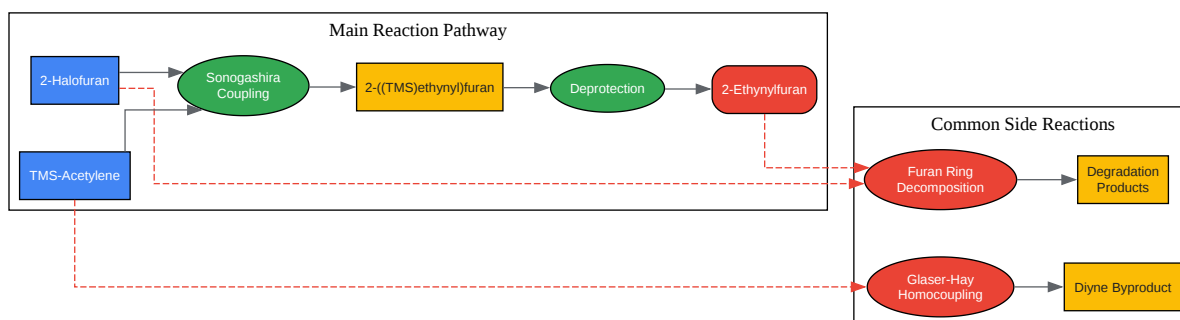 Main Reaction Pathway
2-Halofuran
Sonogashira
Coupling
2-((TMS)ethynyl)furan
Deprotection
2-Ethynylfuran
TMS-Acetylene
Common Side Reactions
Furan Ring
Decomposition
Degradation
Products
Glaser-Hay
Homocoupling
Diyne Byproduct